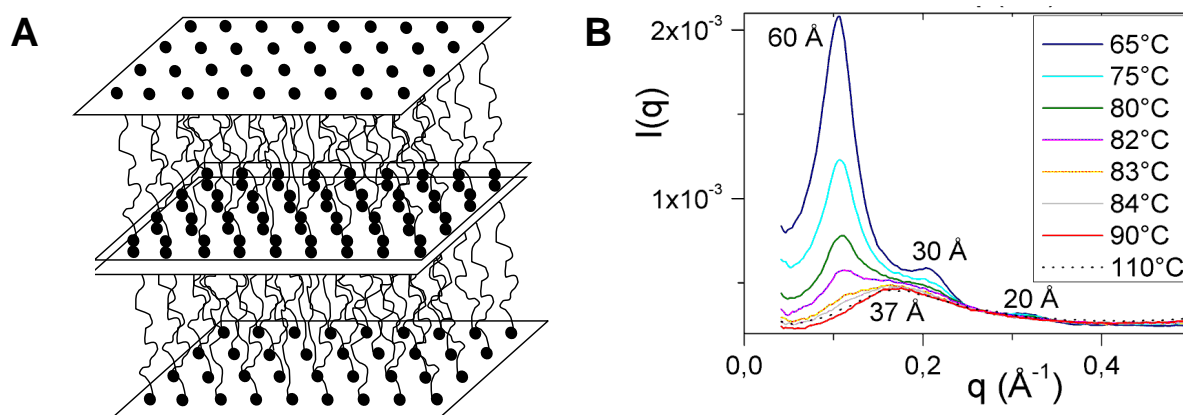 A
B
I(q)
2x10⁻³
1x10⁻³
60 Å
30 Å
37 Å
20 Å
65°C
75°C
80°C
82°C
83°C
84°C
90°C
110°C
0,0
0,2
0,4
q (Å⁻¹)